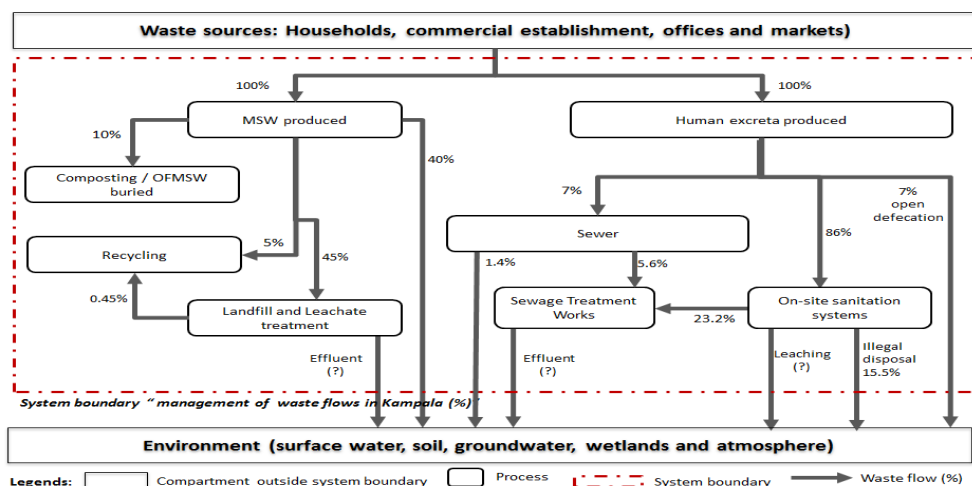 Waste sources: Households, commercial establishment, offices and markets)
100%
100%
MSW produced
Human excreta produced
10%
40%
Composting / OFMSW
buried
7%
7%
open
defecation
Sewer
86%
Recycling
5%
45%
1.4%
5.6%
0.45%
Landfill and Leachate
treatment
Sewage Treatment
Works
23.2%
On-site sanitation
systems
Effluent
(?)
Effluent
(?)
Leaching
(?)
Illegal
disposal
15.5%
System boundary “ management of waste flows in Kampala (%)”
Environment (surface water, soil, groundwater, wetlands and atmosphere)
Legends:
Compartment outside system boundary
Process
System boundary
Waste flow (%)